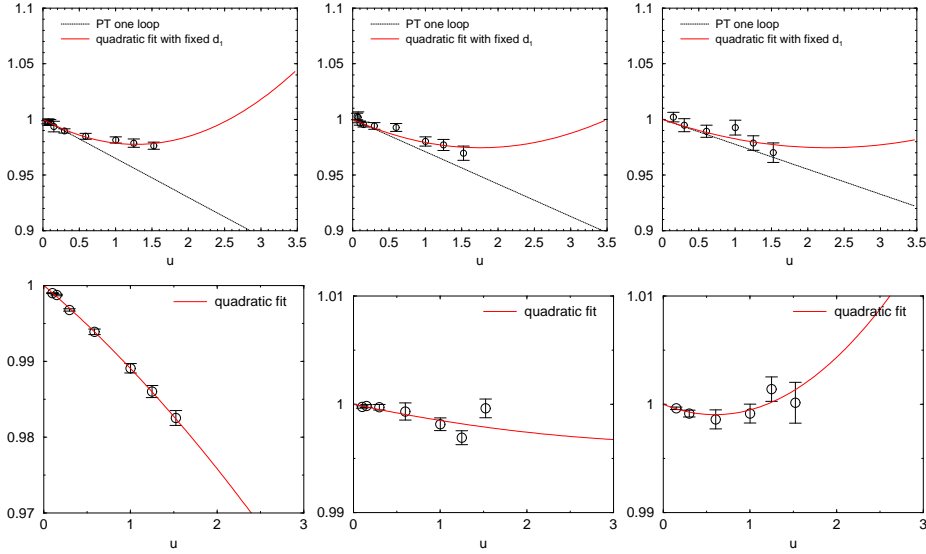 PT one loop
quadratic fit with fixed d₁
1.1
1.05
1
0.95
0.9
0 0.5 1 1.5 2 2.5 3 3.5
u
PT one loop
quadratic fit with fixed d₁
1.1
1.05
1
0.95
0.9
0 0.5 1 1.5 2 2.5 3 3.5
u
PT one loop
quadratic fit with fixed d₁
1.1
1.05
1
0.95
0.9
0 0.5 1 1.5 2 2.5 3 3.5
u
quadratic fit
1
0.99
0.98
0.97
0 1 2 3
u
quadratic fit
1.01
1
0.99
0 1 2 3
u
quadratic fit
1.01
1
0.99
0 1 2 3
u